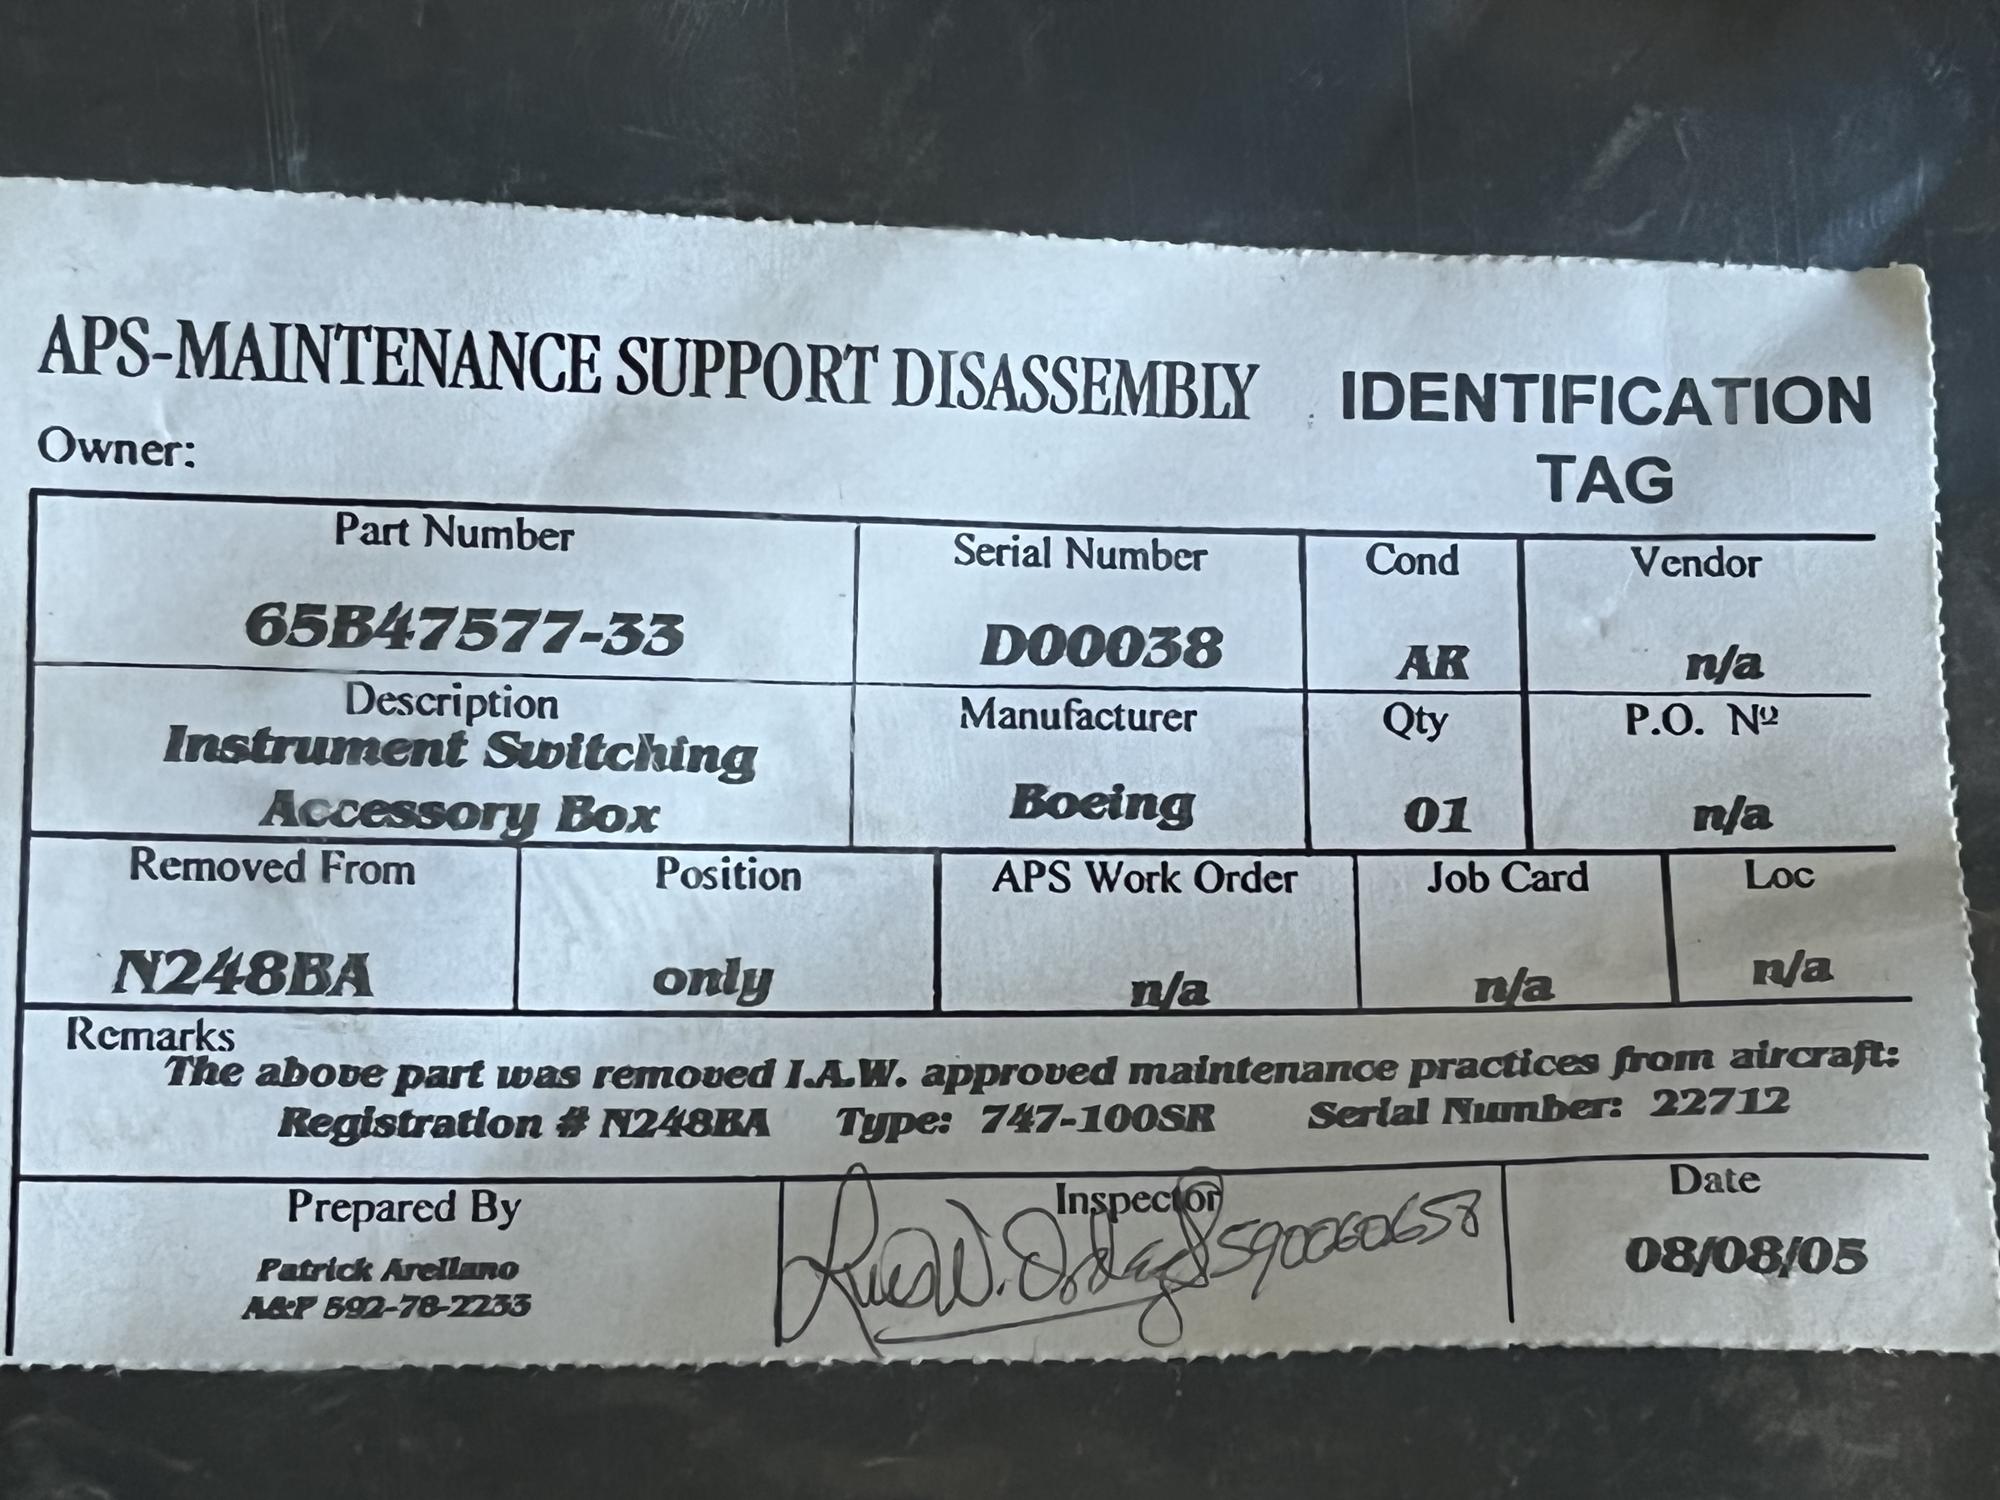 APS-MAINTENANCE SUPPORT DISASSEMBLY IDENTIFICATION
TAG
Owner:
Part Number Serial Number Cond Vendor
65B47577-33 D00038 AR n/a
Description Manufacturer Qty P.O. Nº
Instrument Switching
Accessory Box Boeing 01 n/a
Removed From Position APS Work Order Job Card Loc
N248BA only n/a n/a n/a
Remarks
The above part was removed I.A.W. approved maintenance practices from aircraft:
Registration # N248BA Type: 747-100SR Serial Number: 22712
Prepared By Inspector Date
Patrick Arellano 590060658 08/08/05
A&P 592-78-2233